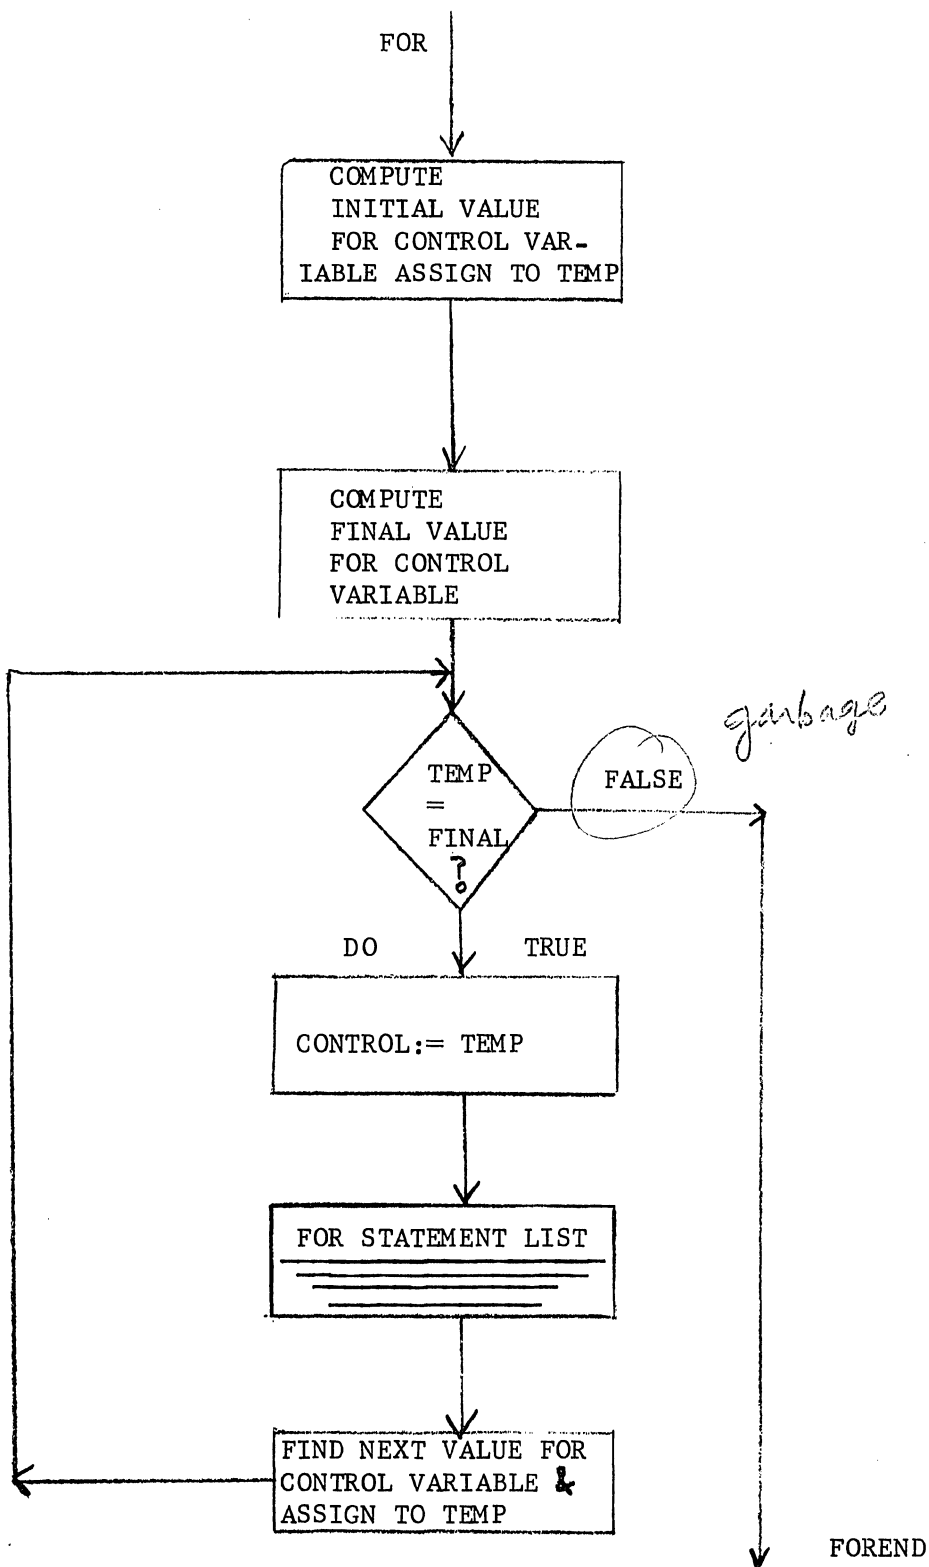 FOR
COMPUTE
INITIAL VALUE
FOR CONTROL VAR-
IABLE ASSIGN TO TEMP
COMPUTE
FINAL VALUE
FOR CONTROL
VARIABLE
garbage
TEMP
=
FINAL
?
FALSE
DO TRUE
CONTROL:= TEMP
FOR STATEMENT LIST
FIND NEXT VALUE FOR
CONTROL VARIABLE &
ASSIGN TO TEMP
FOREND